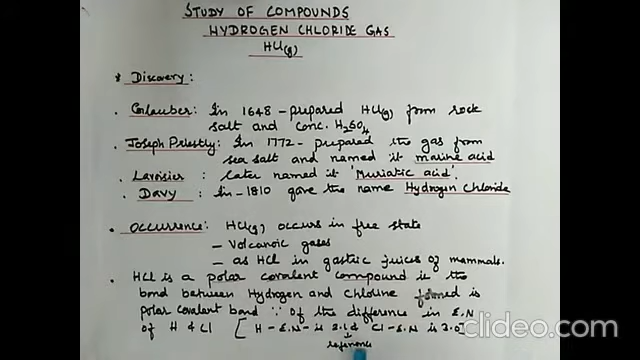 STUDY OF COMPOUNDS
HYDROGEN CHLORIDE GAS
HCl(g)
* Discovery:
. Glauber: In 1648 - prepared HCl(g) from rock
salt and conc. H2SO4
. Joseph Priestly: In 1772 - prepared the gas from
sea salt and named it marine acid
. Lavoisier: Later named it 'Muriatic acid'.
. Davy: In - 1810 gave the name Hydrogen Chloride
. Occurrence: HCl(g) occurs in free state
- Volcanic gases
- as HCl in gastric juices of mammals.
. HCl is a polar covalent compound ie the
bond between Hydrogen and Chlorine formed is
polar covalent bond ∵ of the difference in E.N
of H & Cl [H - E.N - is 2.1 & Cl - E.N is 3.0]
reference
clideo.com